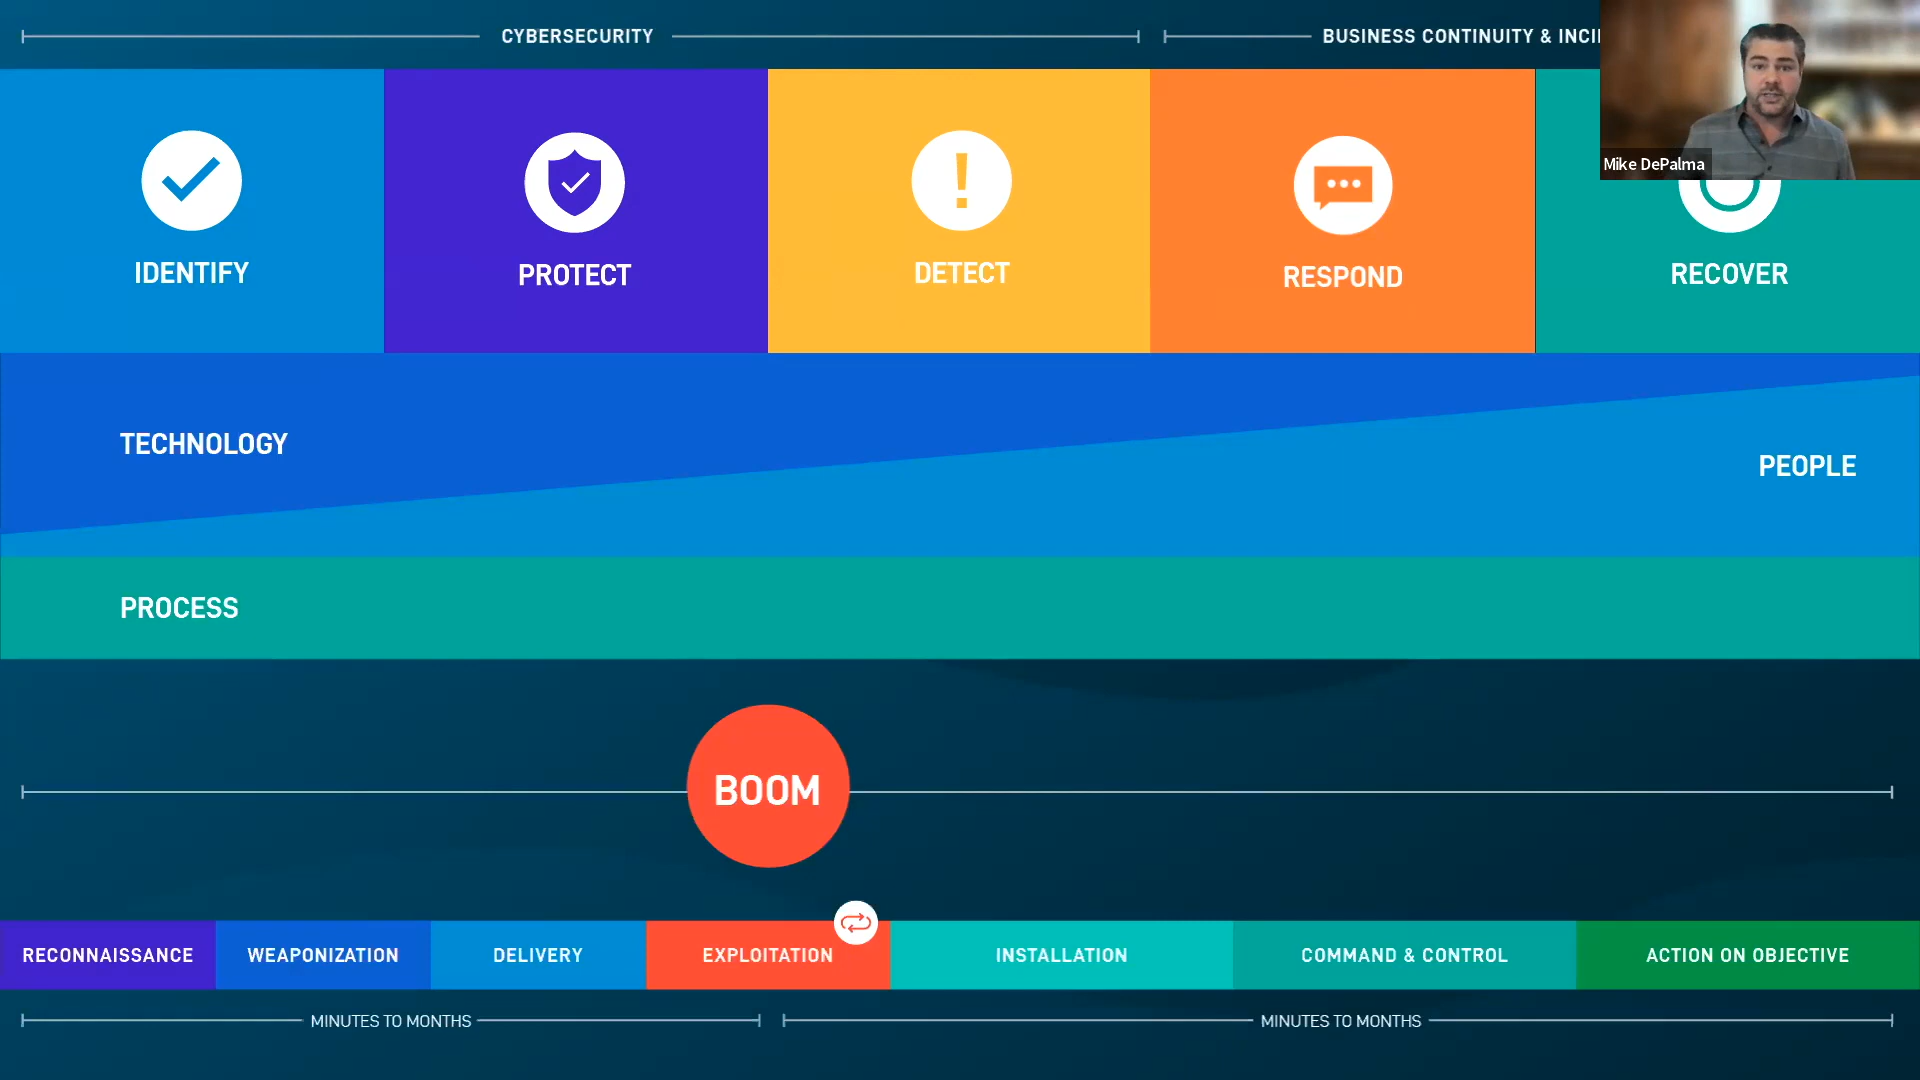 CYBERSECURITY
BUSINESS CONTINUITY &
Mike DePalma
IDENTIFY
PROTECT
DETECT
RESPOND
RECOVER
TECHNOLOGY
PEOPLE
PROCESS
BOOM
RECONNAISSANCE
WEAPONIZATION
DELIVERY
EXPLOITATION
INSTALLATION
COMMAND & CONTROL
ACTION ON OBJECTIVE
MINUTES TO MONTHS
MINUTES TO MONTHS